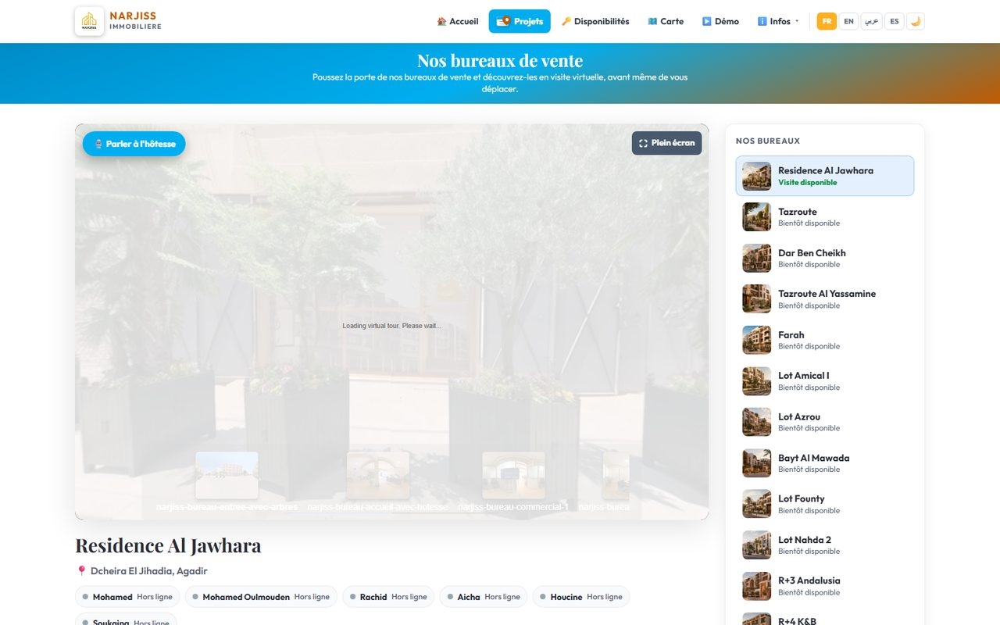 NARJISS
IMMOBILIERE
Accueil
Projets
Disponibilités
Carte
Démo
Infos
FR
EN
عربي
ES
Nos bureaux de vente
Poussez la porte de nos bureaux de vente et découvrez-les en visite virtuelle, avant même de vous
déplacer.
Parler à l'hôtesse
Plein écran
Loading virtual tour. Please wait...
narjiss-bureau-entree-avec-arbres
narjiss-bureau-accueil-avec-hotesse
narjiss-bureau-commercial-1
narjiss-burea
Residence Al Jawhara
Dcheira El Jihadia, Agadir
Mohamed Hors ligne
Mohamed Oulmouden Hors ligne
Rachid Hors ligne
Aicha Hors ligne
Houcine Hors ligne
Soukaina Hors ligne
NOS BUREAUX
Residence Al Jawhara
Visite disponible
Tazroute
Bientôt disponible
Dar Ben Cheikh
Bientôt disponible
Tazroute Al Yassamine
Bientôt disponible
Farah
Bientôt disponible
Lot Amical I
Bientôt disponible
Lot Azrou
Bientôt disponible
Bayt Al Mawada
Bientôt disponible
Lot Founty
Bientôt disponible
Lot Nahda 2
Bientôt disponible
R+3 Andalusia
Bientôt disponible
R+4 K&B